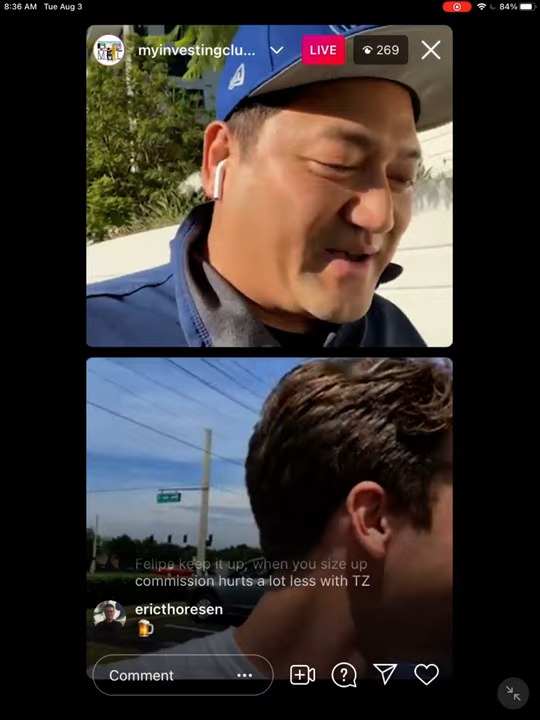 8:36 AM Tue Aug 3
84%
myinvestingclu...
LIVE
269
Felipe keep it up, when you size up
commission hurts a lot less with TZ
ericthoresen
Comment